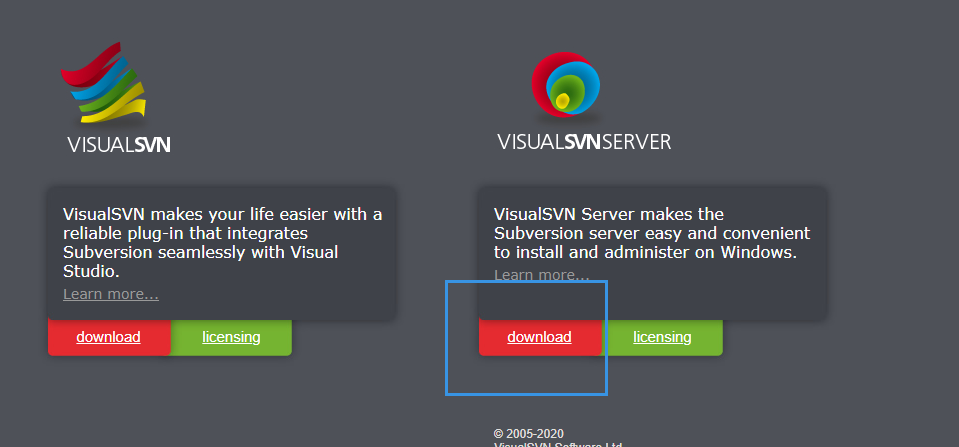 VISUALSVN
VisualSVN makes your life easier with a
reliable plug-in that integrates
Subversion seamlessly with Visual
Studio.
Learn more...
download
licensing
VISUALSVNSERVER
VisualSVN Server makes the
Subversion server easy and convenient
to install and administer on Windows.
Learn more...
download
licensing
© 2005-2020
VisualSVN Software Ltd